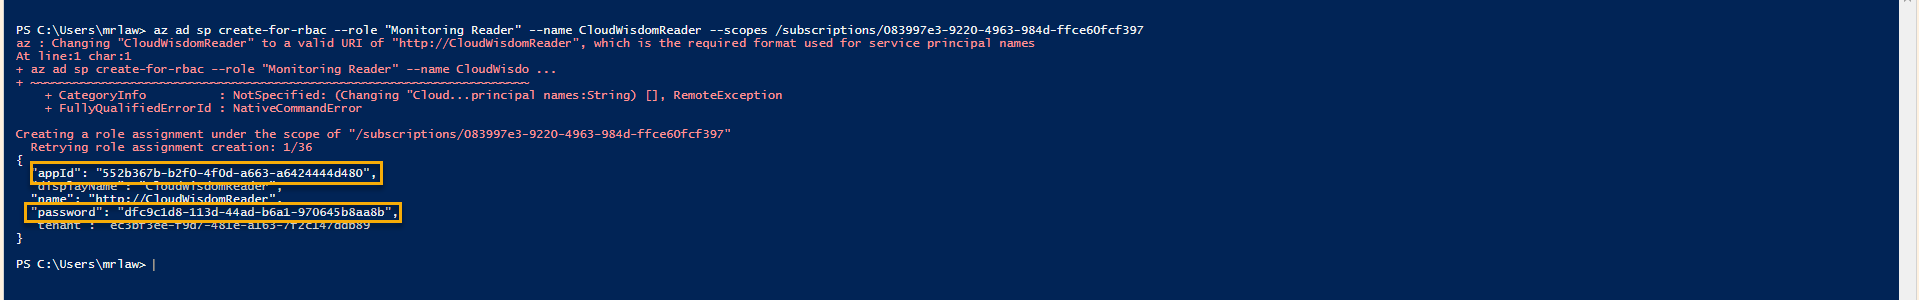 PS C:\Users\mrlaw> az ad sp create-for-rbac --role "Monitoring Reader" --name CloudWisdomReader --scopes /subscriptions/083997e3-9220-4963-984d-ffce60fcf397
az : Changing "CloudWisdomReader" to a valid URI of "http://CloudWisdomReader", which is the required format used for service principal names
At line:1 char:1
+ az ad sp create-for-rbac --role "Monitoring Reader" --name CloudWisdo ...
+ ~~~~~~~~~~~~~~~~~~~~~~~~~~~~~~~~~~~~~~~~~~~~~~~~~~~~~~~~~~~~~~~~~~~~~
+ CategoryInfo : NotSpecified: (Changing "Cloud...principal names:String) [], RemoteException
+ FullyQualifiedErrorId : NativeCommandError
Creating a role assignment under the scope of "/subscriptions/083997e3-9220-4963-984d-ffce60fcf397"
Retrying role assignment creation: 1/36
{
"appId": "552b367b-b2f0-4f0d-a663-a6424444d480",
"displayName": "CloudWisdomReader",
"name": "http://CloudWisdomReader",
"password": "dfc9c1d8-113d-44ad-b6a1-970645b8aa8b",
"tenant": "ec3bf3ee-f9d7-481e-a163-7f2c147ddb89"
}
PS C:\Users\mrlaw>